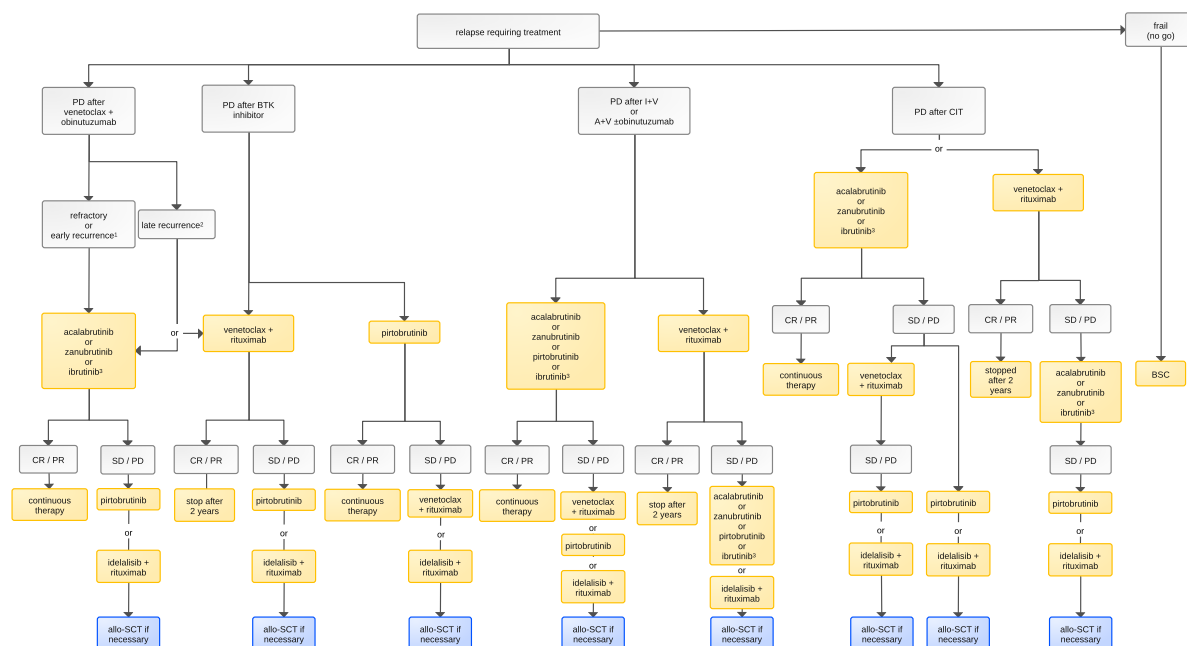 relapse requiring treatment
frail
(no go)
PD after
venetoclax +
obinutuzumab
PD after BTK
inhibitor
PD after I+V
or
A+V ±obinutuzumab
PD after CIT
or
refractory
or
early recurrence¹
late recurrence²
acalabrutinib
or
zanubrutinib
or
ibrutinib³
venetoclax +
rituximab
acalabrutinib
or
zanubrutinib
or
ibrutinib³
or
venetoclax +
rituximab
pirtobrutinib
acalabrutinib
or
zanubrutinib
or
pirtobrutinib
or
ibrutinib³
venetoclax +
rituximab
CR / PR
SD / PD
CR / PR
SD / PD
continuous
therapy
venetoclax
+ rituximab
stopped
after 2
years
acalabrutinib
or
zanubrutinib
or
ibrutinib³
BSC
CR / PR
SD / PD
CR / PR
SD / PD
CR / PR
SD / PD
CR / PR
SD / PD
CR / PR
SD / PD
SD / PD
SD / PD
continuous
therapy
pirtobrutinib
or
idelalisib +
rituximab
stop after
2 years
pirtobrutinib
or
idelalisib +
rituximab
continuous
therapy
venetoclax
+ rituximab
or
idelalisib +
rituximab
continuous
therapy
venetoclax
+ rituximab
or
pirtobrutinib
or
idelalisib +
rituximab
stop after
2 years
acalabrutinib
or
zanubrutinib
or
pirtobrutinib
or
ibrutinib³
or
idelalisib +
rituximab
pirtobrutinib
or
idelalisib +
rituximab
pirtobrutinib
or
idelalisib +
rituximab
pirtobrutinib
or
idelalisib +
rituximab
allo-SCT if
necessary
allo-SCT if
necessary
allo-SCT if
necessary
allo-SCT if
necessary
allo-SCT if
necessary
allo-SCT if
necessary
allo-SCT if
necessary
allo-SCT if
necessary